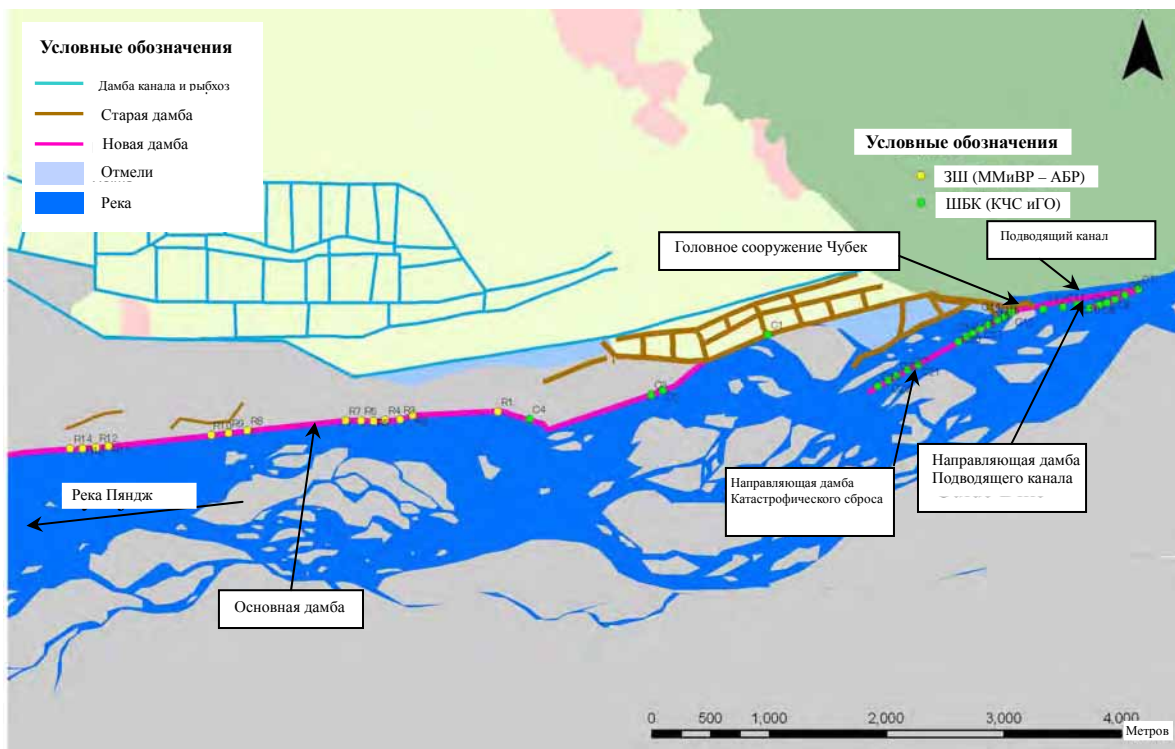 Условные обозначения
Дамба канала и рыбхоз
Старая дамба
Новая дамба
Отмели
Река
Условные обозначения
ЗШ (ММиВР – АБР)
ШБК (КЧС иГО)
Головное сооружение Чубек
Подводящий канал
C1
R1
C4
R7
R5
R4
R8
R14
R12
Направляющая дамба
Катастрофического сброса
Направляющая дамба
Подводящего канала
Река Пяндж
Основная дамба
0
500
1,000
2,000
3,000
4,000
Метров